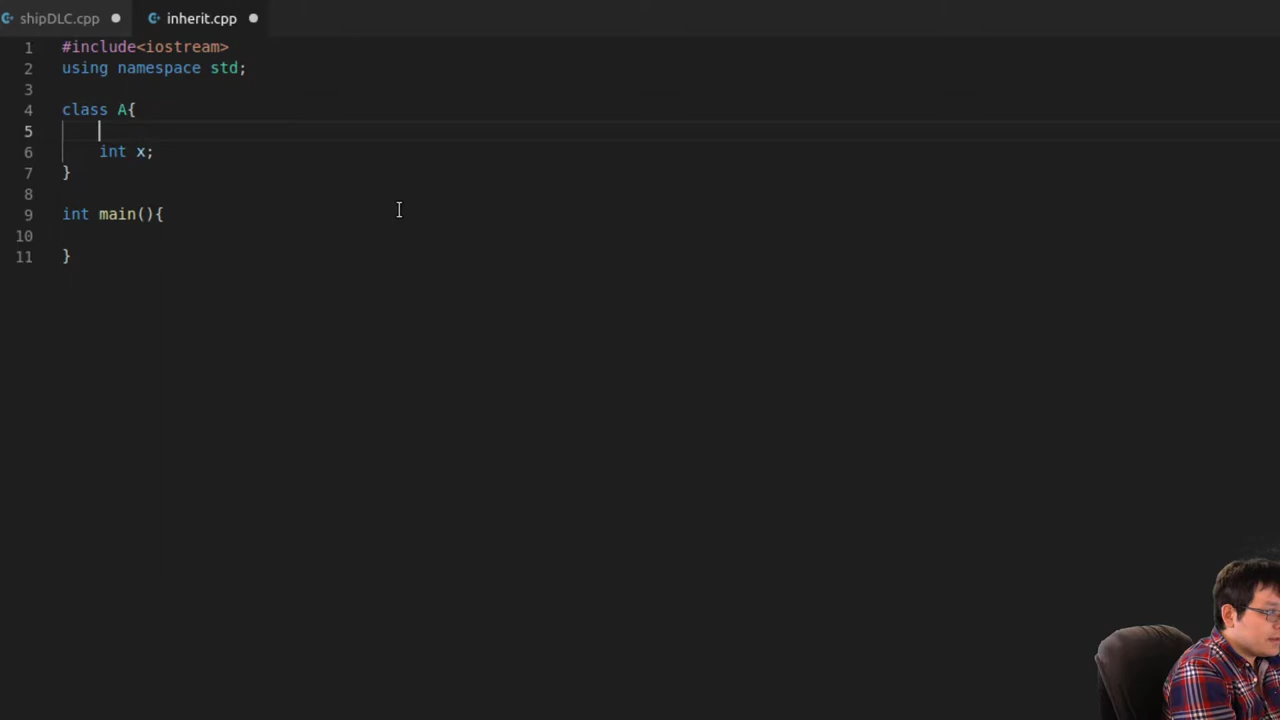 shipDLC.cpp
inherit.cpp
1 #include<iostream>
2 using namespace std;
3
4 class A{
5
6 int x;
7 }
8
9 int main(){
10
11 }